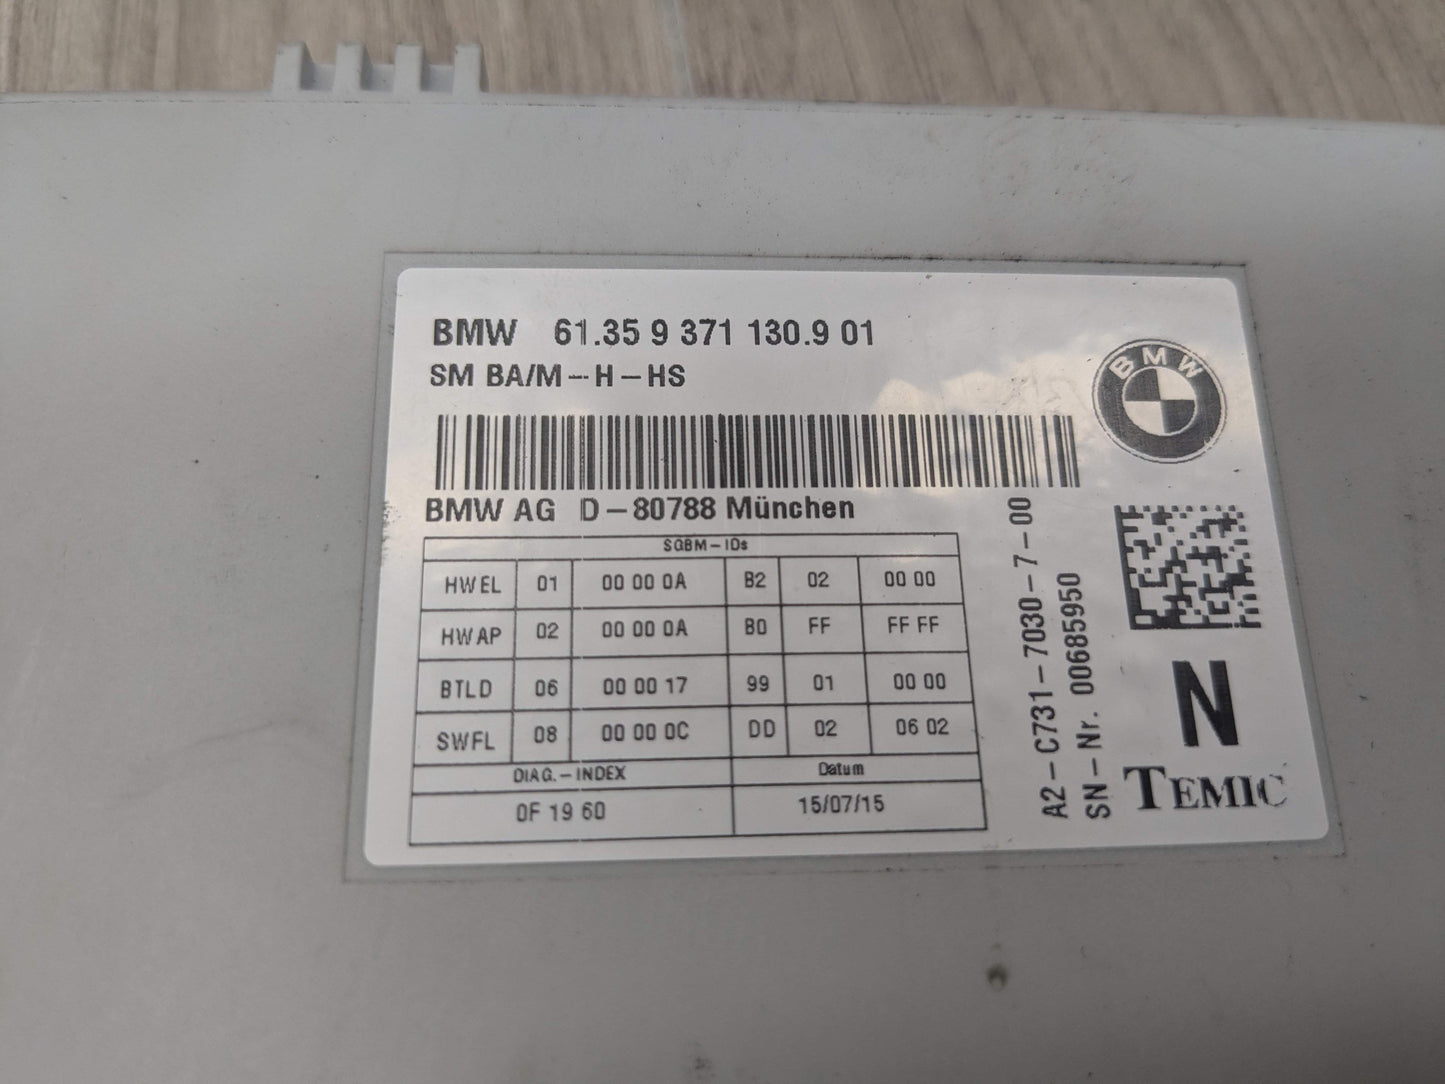 BMW 61.35 9 371 130.9 01
SM BA/M-H-HS
BMW
BMW AG D-80788 München
SGBM-IDs
HWEL 01 00 00 0A B2 02 00 00
HWAP 02 00 00 0A B0 FF FF FF
BTLD 06 00 00 17 99 01 00 00
SWFL 08 00 00 0C DD 02 06 02
DIAG.-INDEX Datum
0F 19 60 15/07/15
A2-C731-7030-7-00
SN-Nr. 00685950
N
TEMIC